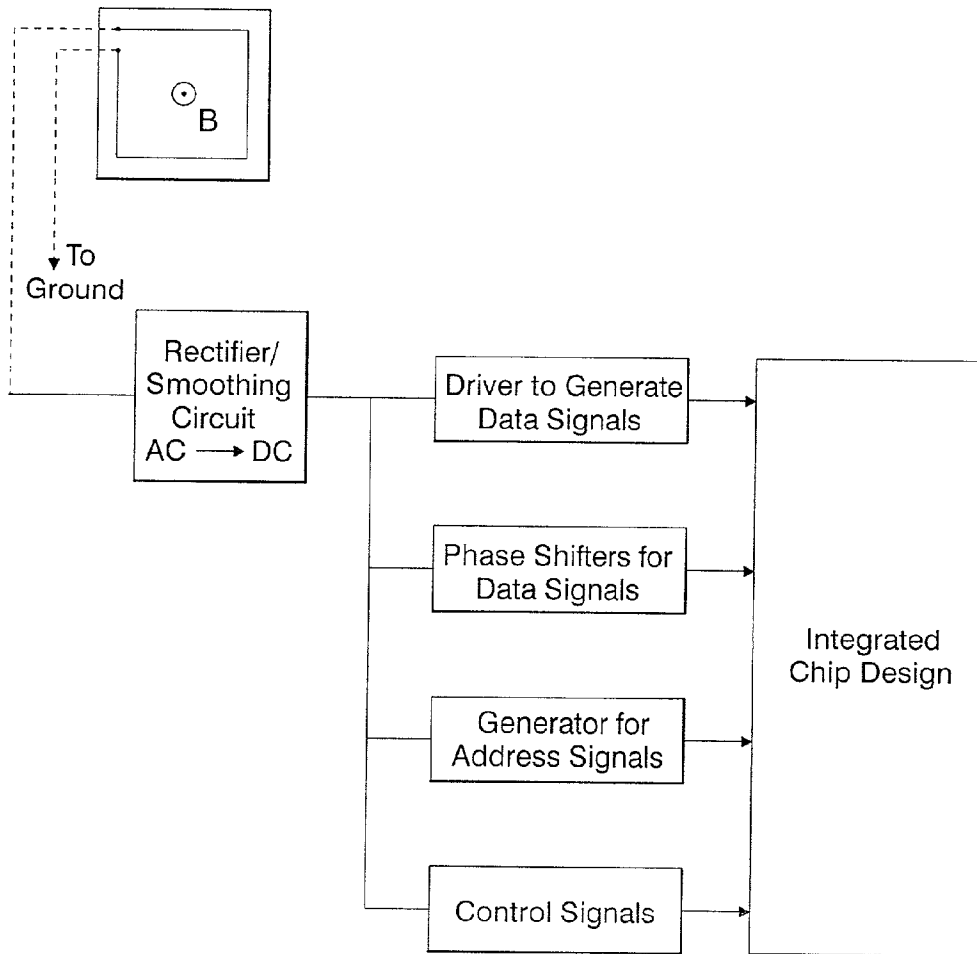 B
To
Ground
Rectifier/
Smoothing
Circuit
AC → DC
Driver to Generate
Data Signals
Phase Shifters for
Data Signals
Generator for
Address Signals
Control Signals
Integrated
Chip Design